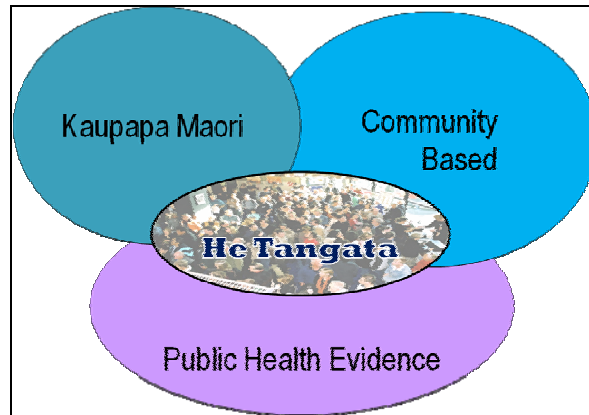 Kaupapa Maori
Community
Based
He Tangata
Public Health Evidence